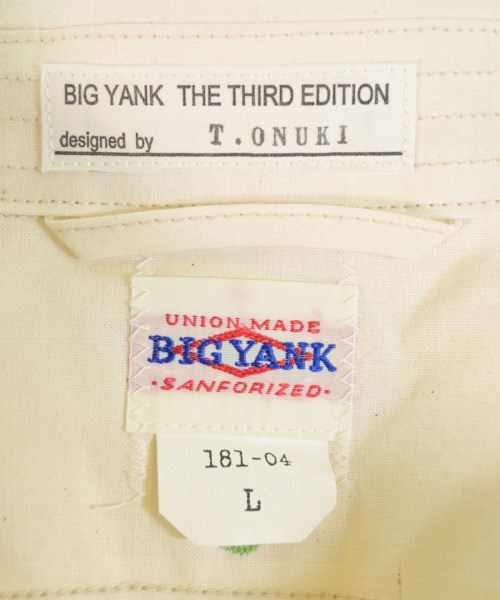 BIG YANK THE THIRD EDITION
designed by T.ONUKI
UNION MADE
BIG YANK
·SANFORIZED·
181-04
L